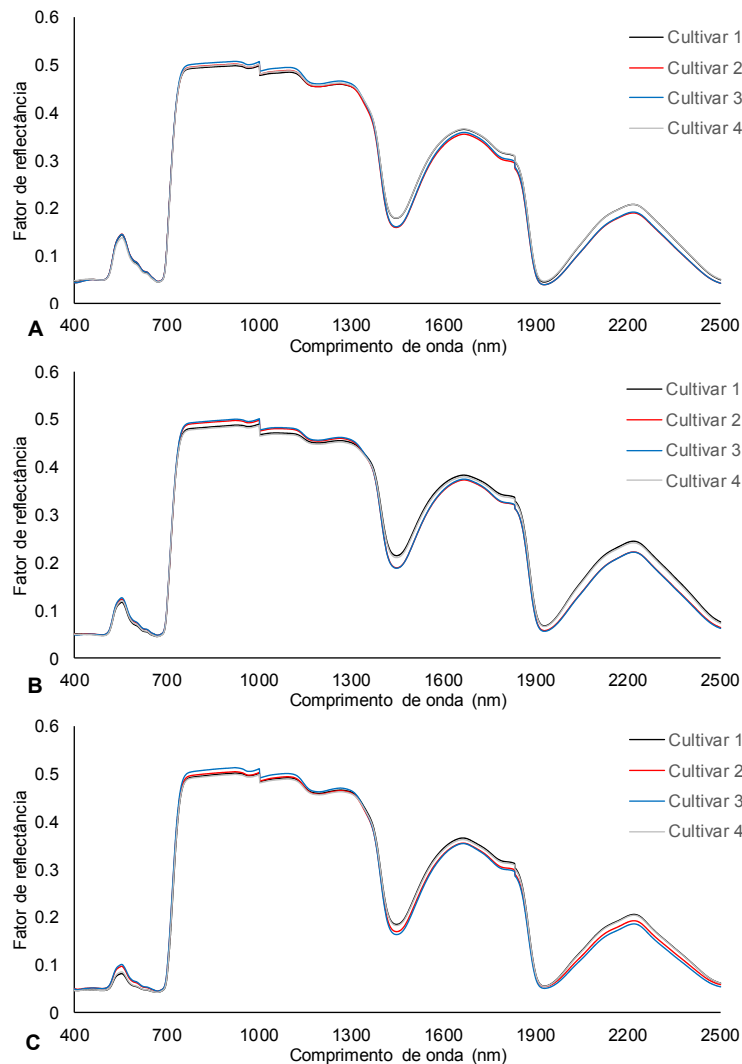 0.6
0.5
0.4
0.3
0.2
0.1
0
Fator de reflectância
Cultivar 1
Cultivar 2
Cultivar 3
Cultivar 4
400 700 1000 1300 1600 1900 2200 2500
A
Comprimento de onda (nm)
0.6
0.5
0.4
0.3
0.2
0.1
0
Fator de reflectância
Cultivar 1
Cultivar 2
Cultivar 3
Cultivar 4
400 700 1000 1300 1600 1900 2200 2500
B
Comprimento de onda (nm)
0.6
0.5
0.4
0.3
0.2
0.1
0
Fator de reflectância
Cultivar 1
Cultivar 2
Cultivar 3
Cultivar 4
400 700 1000 1300 1600 1900 2200 2500
C
Comprimento de onda (nm)